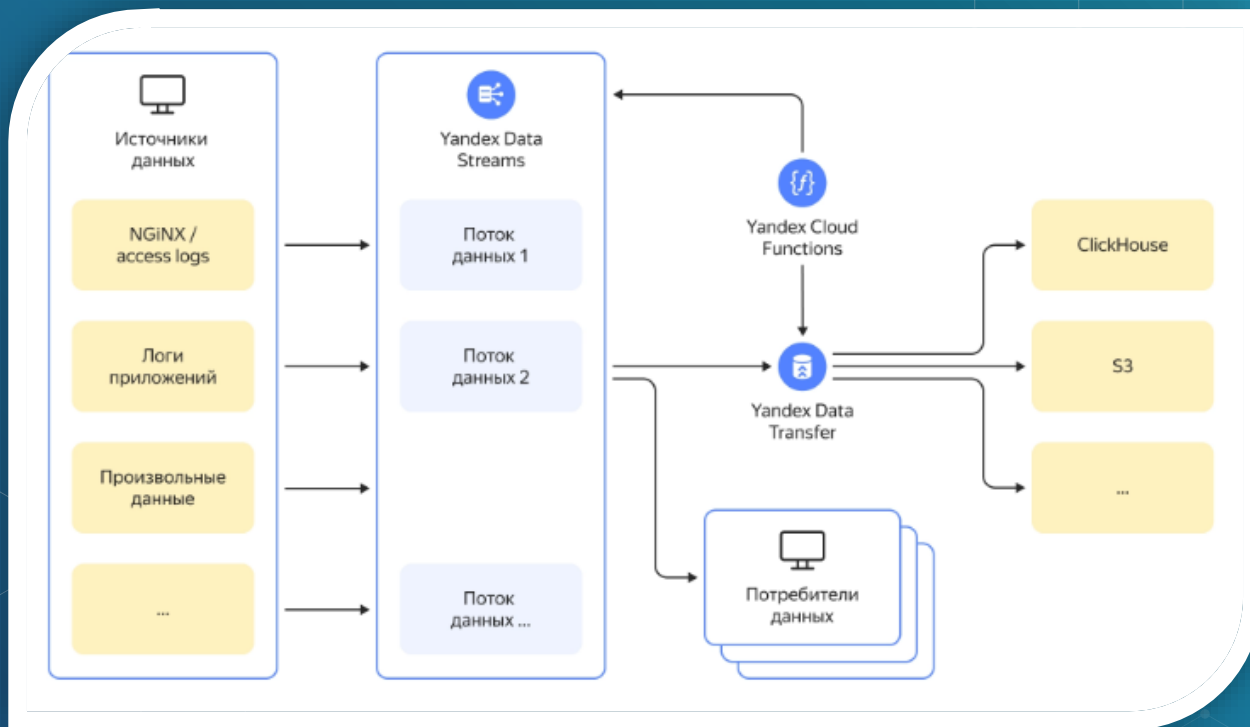 Источники
данных
NGiNX /
access logs
Логи
приложений
Произвольные
данные
...
Yandex Data
Streams
Поток
данных 1
Поток
данных 2
Поток
данных ...
Yandex Cloud
Functions
Yandex Data
Transfer
Потребители
данных
ClickHouse
S3
...